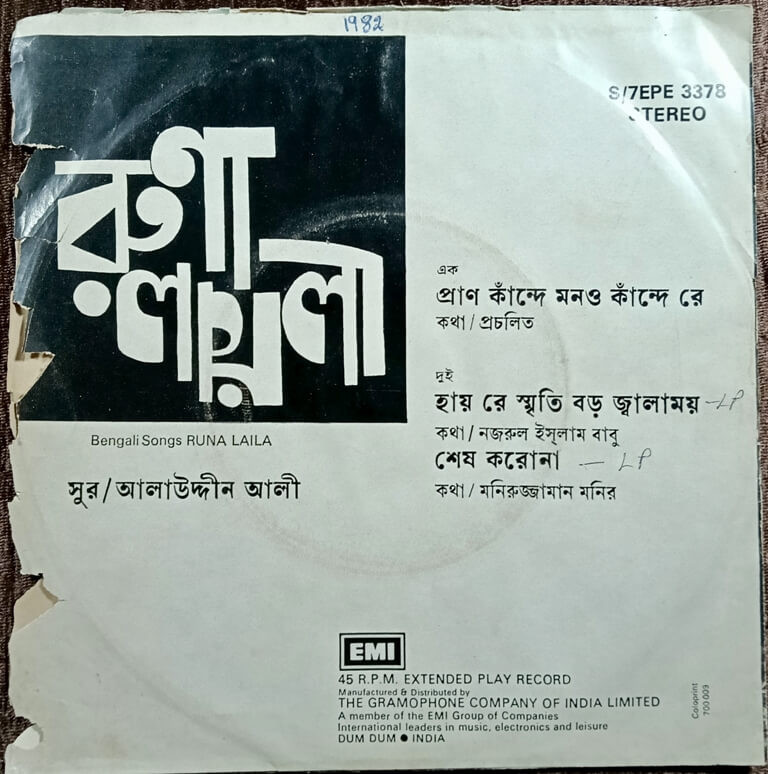 1982
S/7EPE 3378
STEREO
রুণা
লায়লী
Bengali Songs RUNA LAILA
সুর/আলাউদ্দীন আলী
এক
প্রাণ কাঁন্দে মনও কাঁন্দে রে
কথা/প্রচলিত
দুই
হায় রে স্মৃতি বড় জ্বালাময় -LP
কথা/নজরুল ইস্‌লাম বাবু
শেষ করোনা - LP
কথা/মনিরুজ্জামান মনির
EMI
45 R.P.M. EXTENDED PLAY RECORD
Manufactured & Distributed by
THE GRAMOPHONE COMPANY OF INDIA LIMITED
A member of the EMI Group of Companies
International leaders in music, electronics and leisure
DUM DUM ● INDIA
Coloprint
700 009